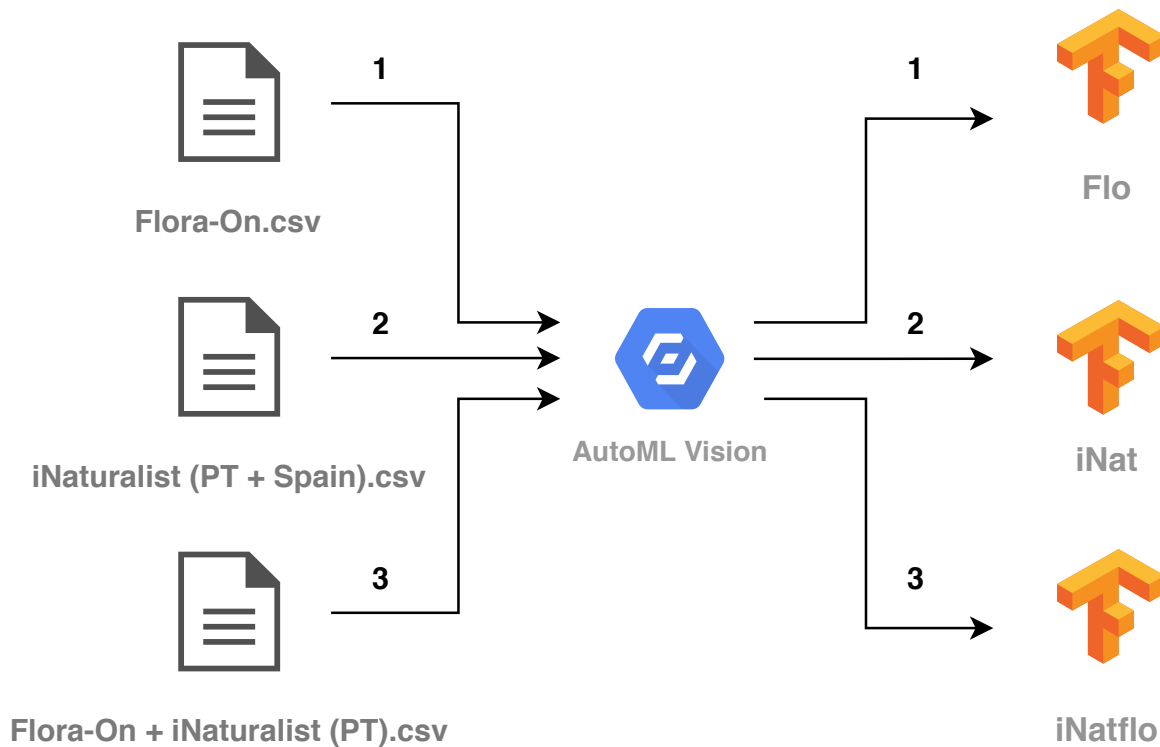 1
1
Flora-On.csv
Flo
2
2
iNaturalist (PT + Spain).csv
AutoML Vision
iNat
3
3
Flora-On + iNaturalist (PT).csv
iNatflo